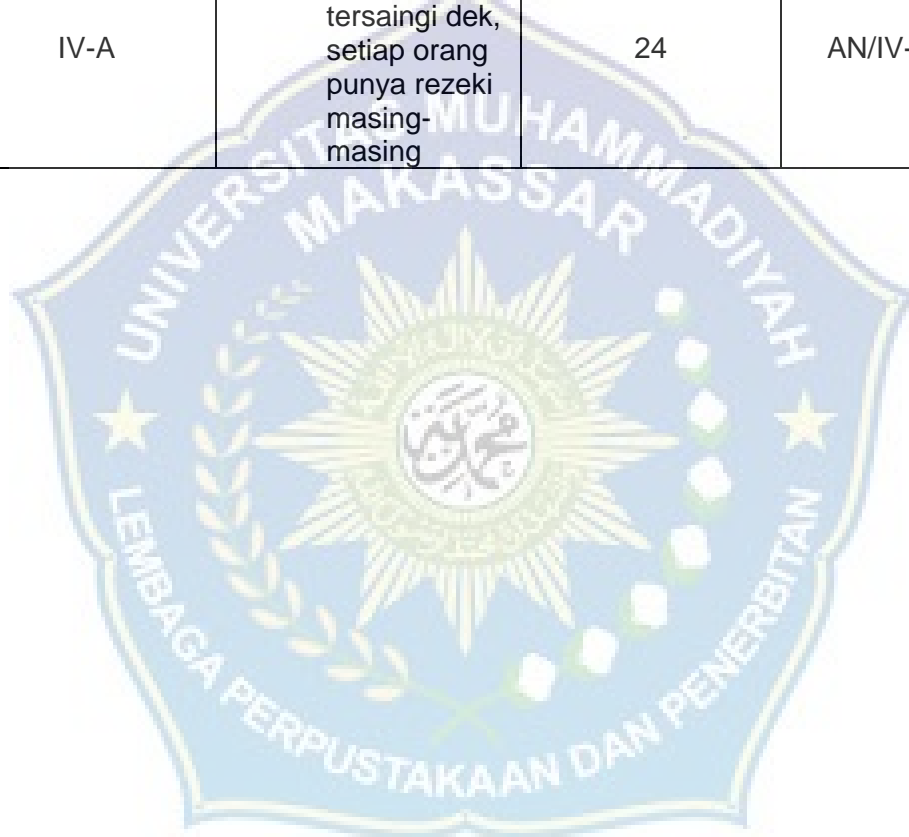 tersaingi dek,
IV-A setiap orang 24 AN/IV-
punya rezeki
masing-
masing
UNIVERSITAS MUHAMMADIYAH
MAKASSAR
LEMBAGA PERPUSTAKAAN DAN PENERBITAN